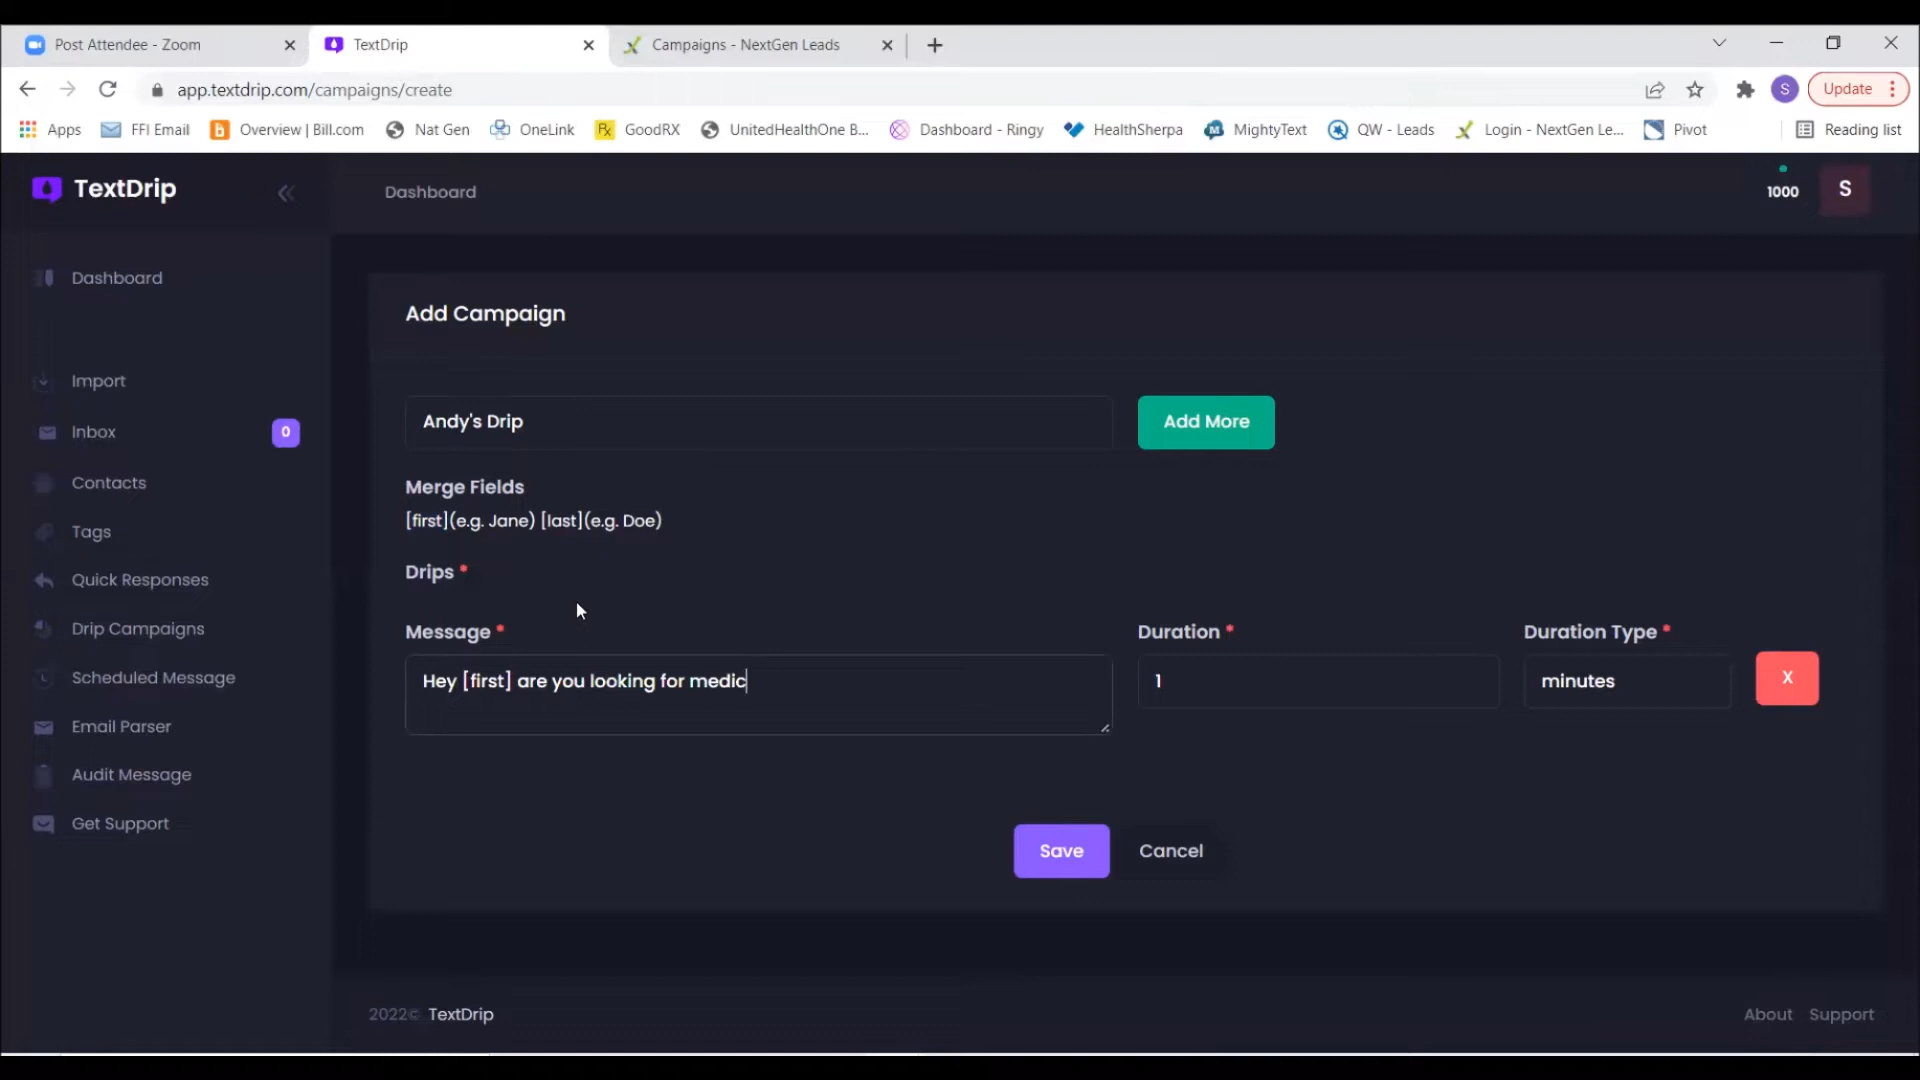 Post Attendee - Zoom
TextDrip
Campaigns - NextGen Leads
app.textdrip.com/campaigns/create
S
Update
Apps
FFI Email
Overview | Bill.com
Nat Gen
OneLink
GoodRX
UnitedHealthOne B...
Dashboard - Ringy
HealthSherpa
MightyText
QW - Leads
Login - NextGen Le...
Pivot
Reading list
TextDrip
Dashboard
1000
S
Dashboard
Import
Inbox
0
Contacts
Tags
Quick Responses
Drip Campaigns
Scheduled Message
Email Parser
Audit Message
Get Support
Add Campaign
Andy's Drip
Add More
Merge Fields
[first](e.g. Jane) [last](e.g. Doe)
Drips *
Message *
Duration *
Duration Type *
Hey [first] are you looking for medic
1
minutes
X
Save
Cancel
2022© TextDrip
About
Support